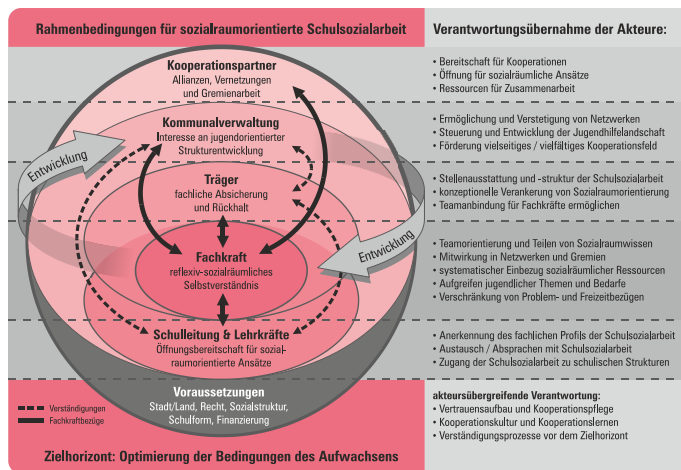 Rahmenbedingungen für sozialraumorientierte Schulsozialarbeit
Verantwortungsübernahme der Akteure:
Kooperationspartner
Allianzen, Vernetzungen
und Gremienarbeit
• Bereitschaft für Kooperationen
• Öffnung für sozialräumliche Ansätze
• Ressourcen für Zusammenarbeit
Kommunalverwaltung
Interesse an jugendorientierter
Strukturentwicklung
• Ermöglichung und Verstetigung von Netzwerken
• Steuerung und Entwicklung der Jugendhilfelandschaft
• Förderung vielseitiges / vielfältiges Kooperationsfeld
Entwicklung
Träger
fachliche Absicherung
und Rückhalt
• Stellenausstattung und -struktur der Schulsozialarbeit
• konzeptionelle Verankerung von Sozialraumorientierung
• Teamanbindung für Fachkräfte ermöglichen
Fachkraft
reflexiv-sozialräumliches
Selbstverständnis
Entwicklung
• Teamorientierung und Teilen von Sozialraumwissen
• Mitwirkung in Netzwerken und Gremien
• systematischer Einbezug sozialräumlicher Ressourcen
• Aufgreifen jugendlicher Themen und Bedarfe
• Verschränkung von Problem- und Freizeitbezügen
Schulleitung & Lehrkräfte
Öffnungsbereitschaft für sozial-
raumorientierte Ansätze
• Anerkennung des fachlichen Profils der Schulsozialarbeit
• Austausch / Absprachen mit Schulsozialarbeit
• Zugang der Schulsozialarbeit zu schulischen Strukturen
Voraussetzungen
Stadt/Land, Recht, Sozialstruktur,
Schulform, Finanzierung
Verständigungen
Fachkraftbezüge
akteursübergreifende Verantwortung:
• Vertrauensaufbau und Kooperationspflege
• Kooperationskultur und Kooperationslernen
• Verständigungsprozesse vor dem Zielhorizont
Zielhorizont: Optimierung der Bedingungen des Aufwachsens